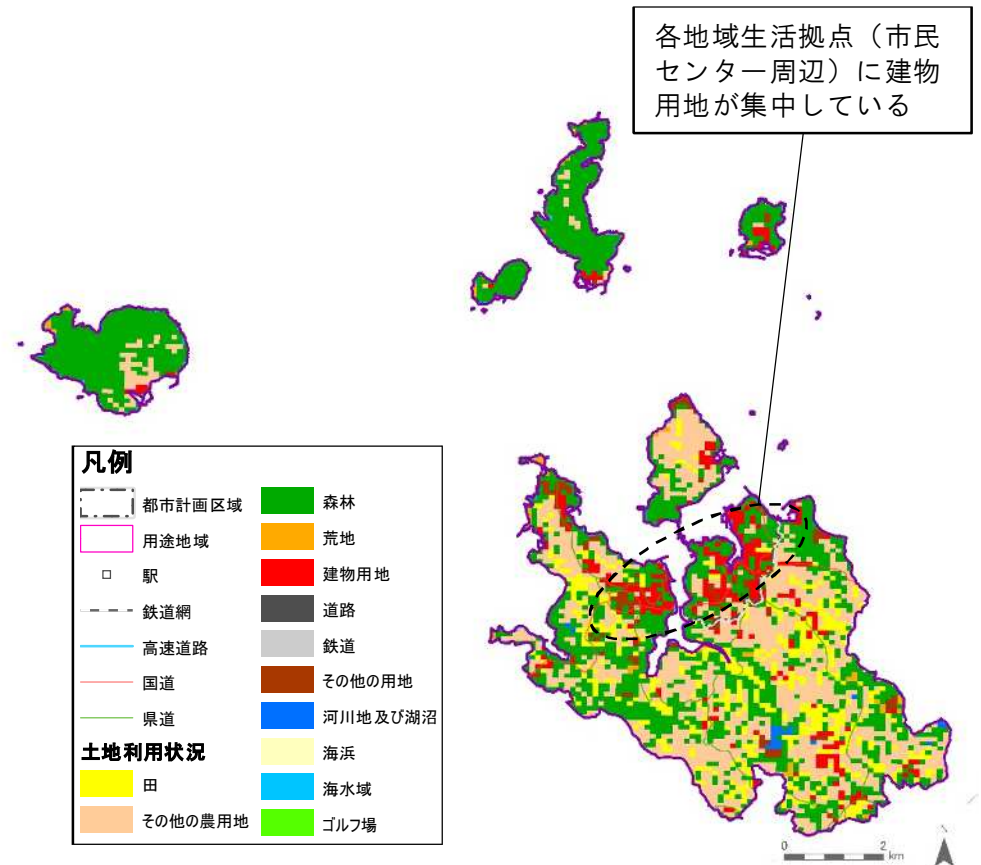 各地域生活拠点（市民
センター周辺）に建物
用地が集中している
凡例
都市計画区域
用途地域
駅
鉄道網
高速道路
国道
県道
土地利用状況
田
その他の農用地
森林
荒地
建物用地
道路
鉄道
その他の用地
河川地及び湖沼
海浜
海水域
ゴルフ場
0 2
km